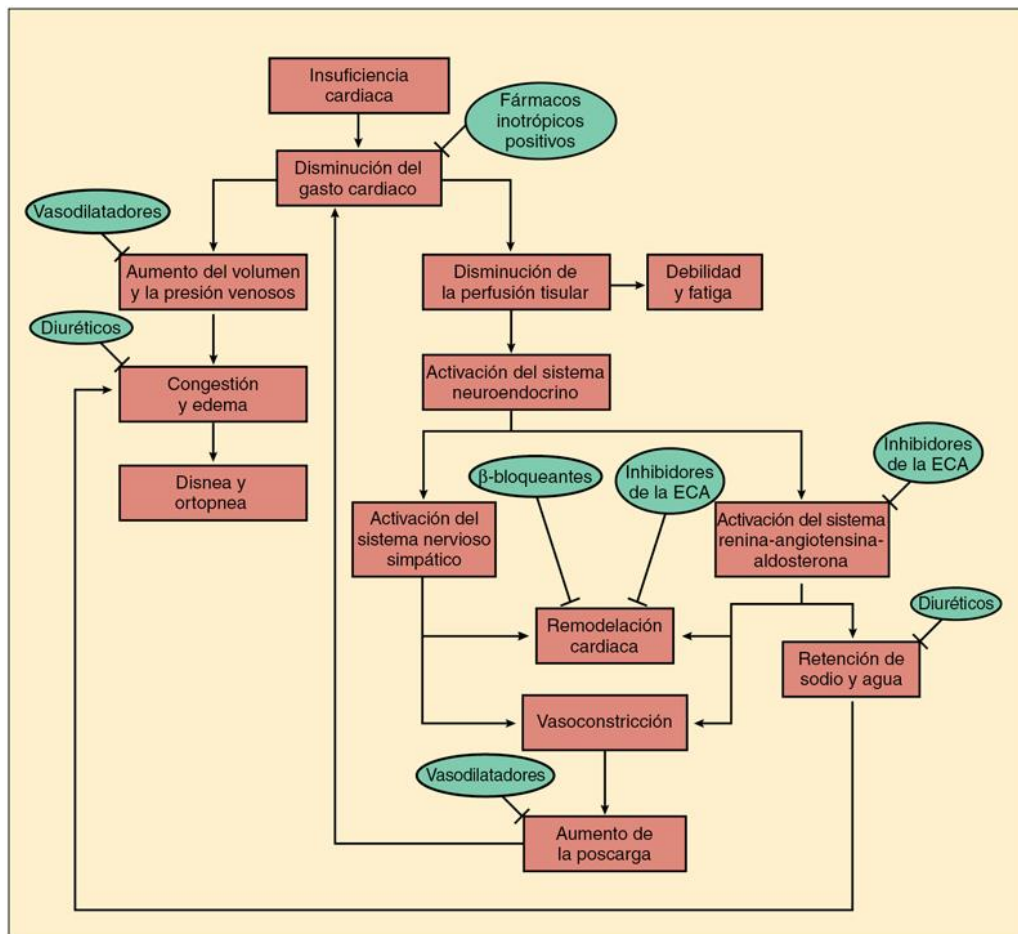 Insuficiencia
cardiaca
Fármacos
inotrópicos
positivos
Disminución del
gasto cardiaco
Vasodilatadores
Aumento del volumen
y la presión venosos
Disminución de
la perfusión tisular
Debilidad
y fatiga
Diuréticos
Congestión
y edema
Activación del sistema
neuroendocrino
Disnea y
ortopnea
β-bloqueantes
Inhibidores
de la ECA
Inhibidores
de la ECA
Activación del
sistema nervioso
simpático
Activación del sistema
renina-angiotensina-
aldosterona
Diuréticos
Remodelación
cardiaca
Retención de
sodio y agua
Vasoconstricción
Vasodilatadores
Aumento de
la poscarga